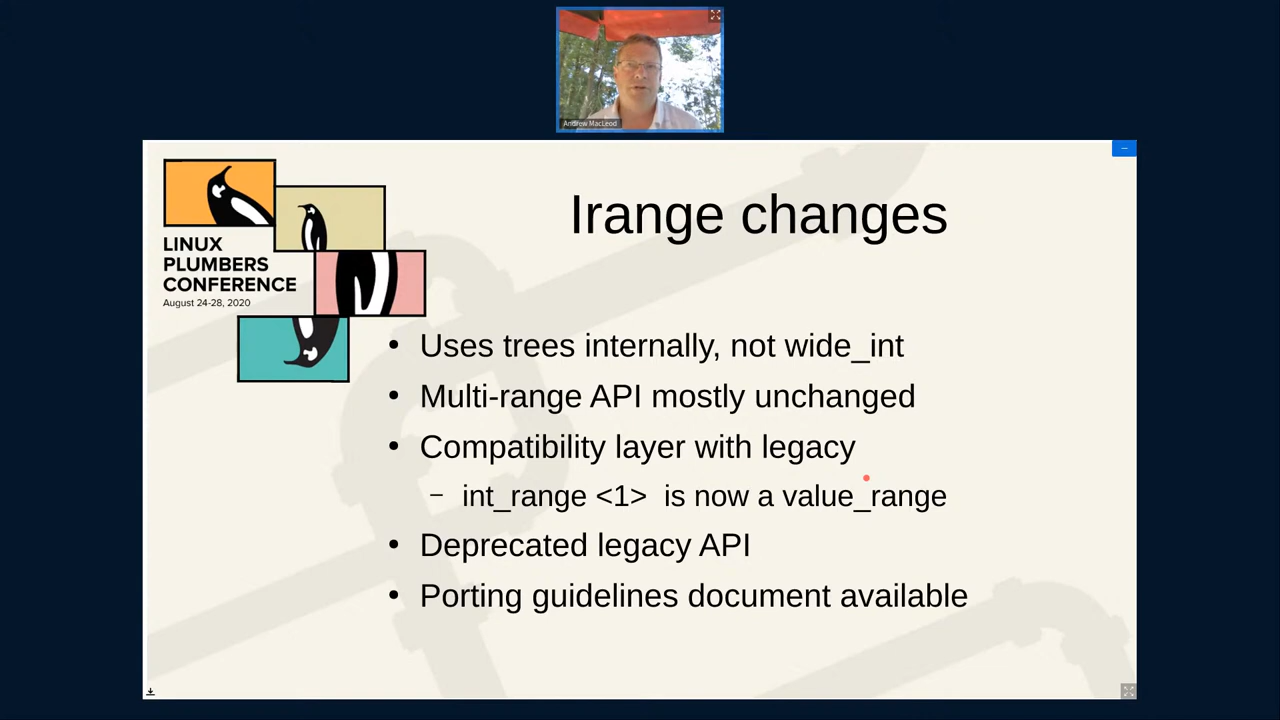 Andrew MacLeod
LINUX
PLUMBERS
CONFERENCE
August 24-28, 2020
Irange changes
• Uses trees internally, not wide_int
• Multi-range API mostly unchanged
• Compatibility layer with legacy
– int_range <1> is now a value_range
• Deprecated legacy API
• Porting guidelines document available